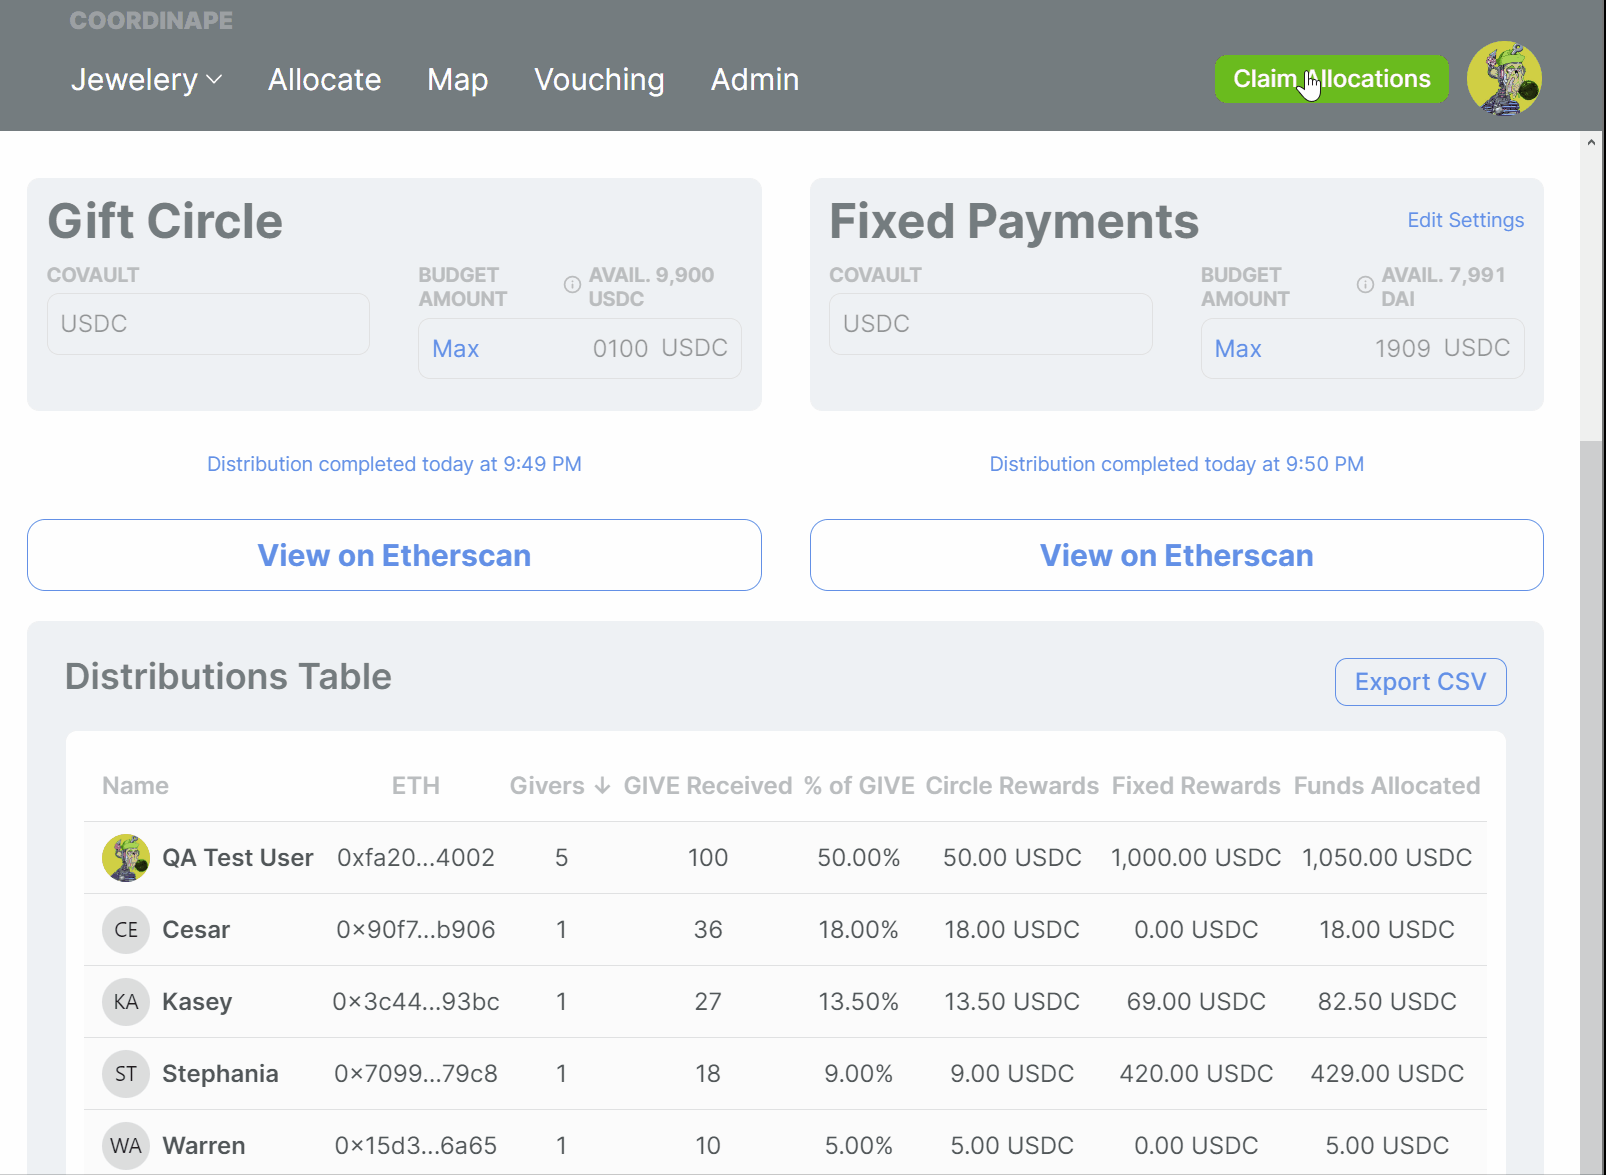 COORDINAPE
Jewelery Allocate Map Vouching Admin Claim Allocations
Gift Circle
COVAULT
USDC
BUDGET AMOUNT
AVAIL. 9,900 USDC
Max 0100 USDC
Fixed Payments Edit Settings
COVAULT
USDC
BUDGET AMOUNT
AVAIL. 7,991 DAI
Max 1909 USDC
Distribution completed today at 9:49 PM
Distribution completed today at 9:50 PM
View on Etherscan
View on Etherscan
Distributions Table
Export CSV
Name ETH Givers ↓ GIVE Received % of GIVE Circle Rewards Fixed Rewards Funds Allocated
QA Test User 0xfa20...4002 5 100 50.00% 50.00 USDC 1,000.00 USDC 1,050.00 USDC
CE Cesar 0×90f7...b906 1 36 18.00% 18.00 USDC 0.00 USDC 18.00 USDC
KA Kasey 0×3c44...93bc 1 27 13.50% 13.50 USDC 69.00 USDC 82.50 USDC
ST Stephania 0×7099...79c8 1 18 9.00% 9.00 USDC 420.00 USDC 429.00 USDC
WA Warren 0×15d3...6a65 1 10 5.00% 5.00 USDC 0.00 USDC 5.00 USDC